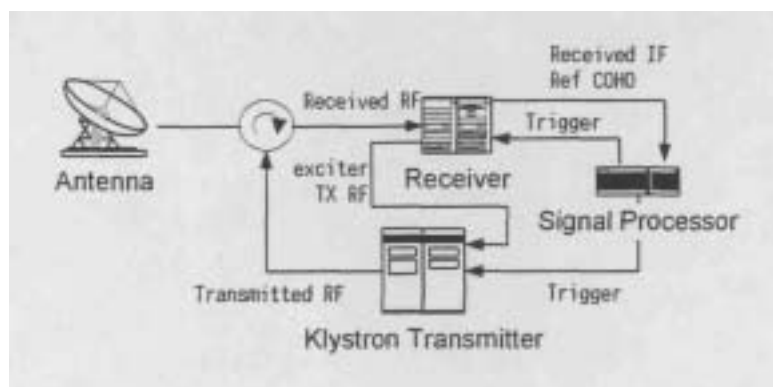 Received IF
Ref COHO
Received RF
Trigger
Antenna
exciter
TX RF
Receiver
Signal Processor
Transmitted RF
Trigger
Klystron Transmitter